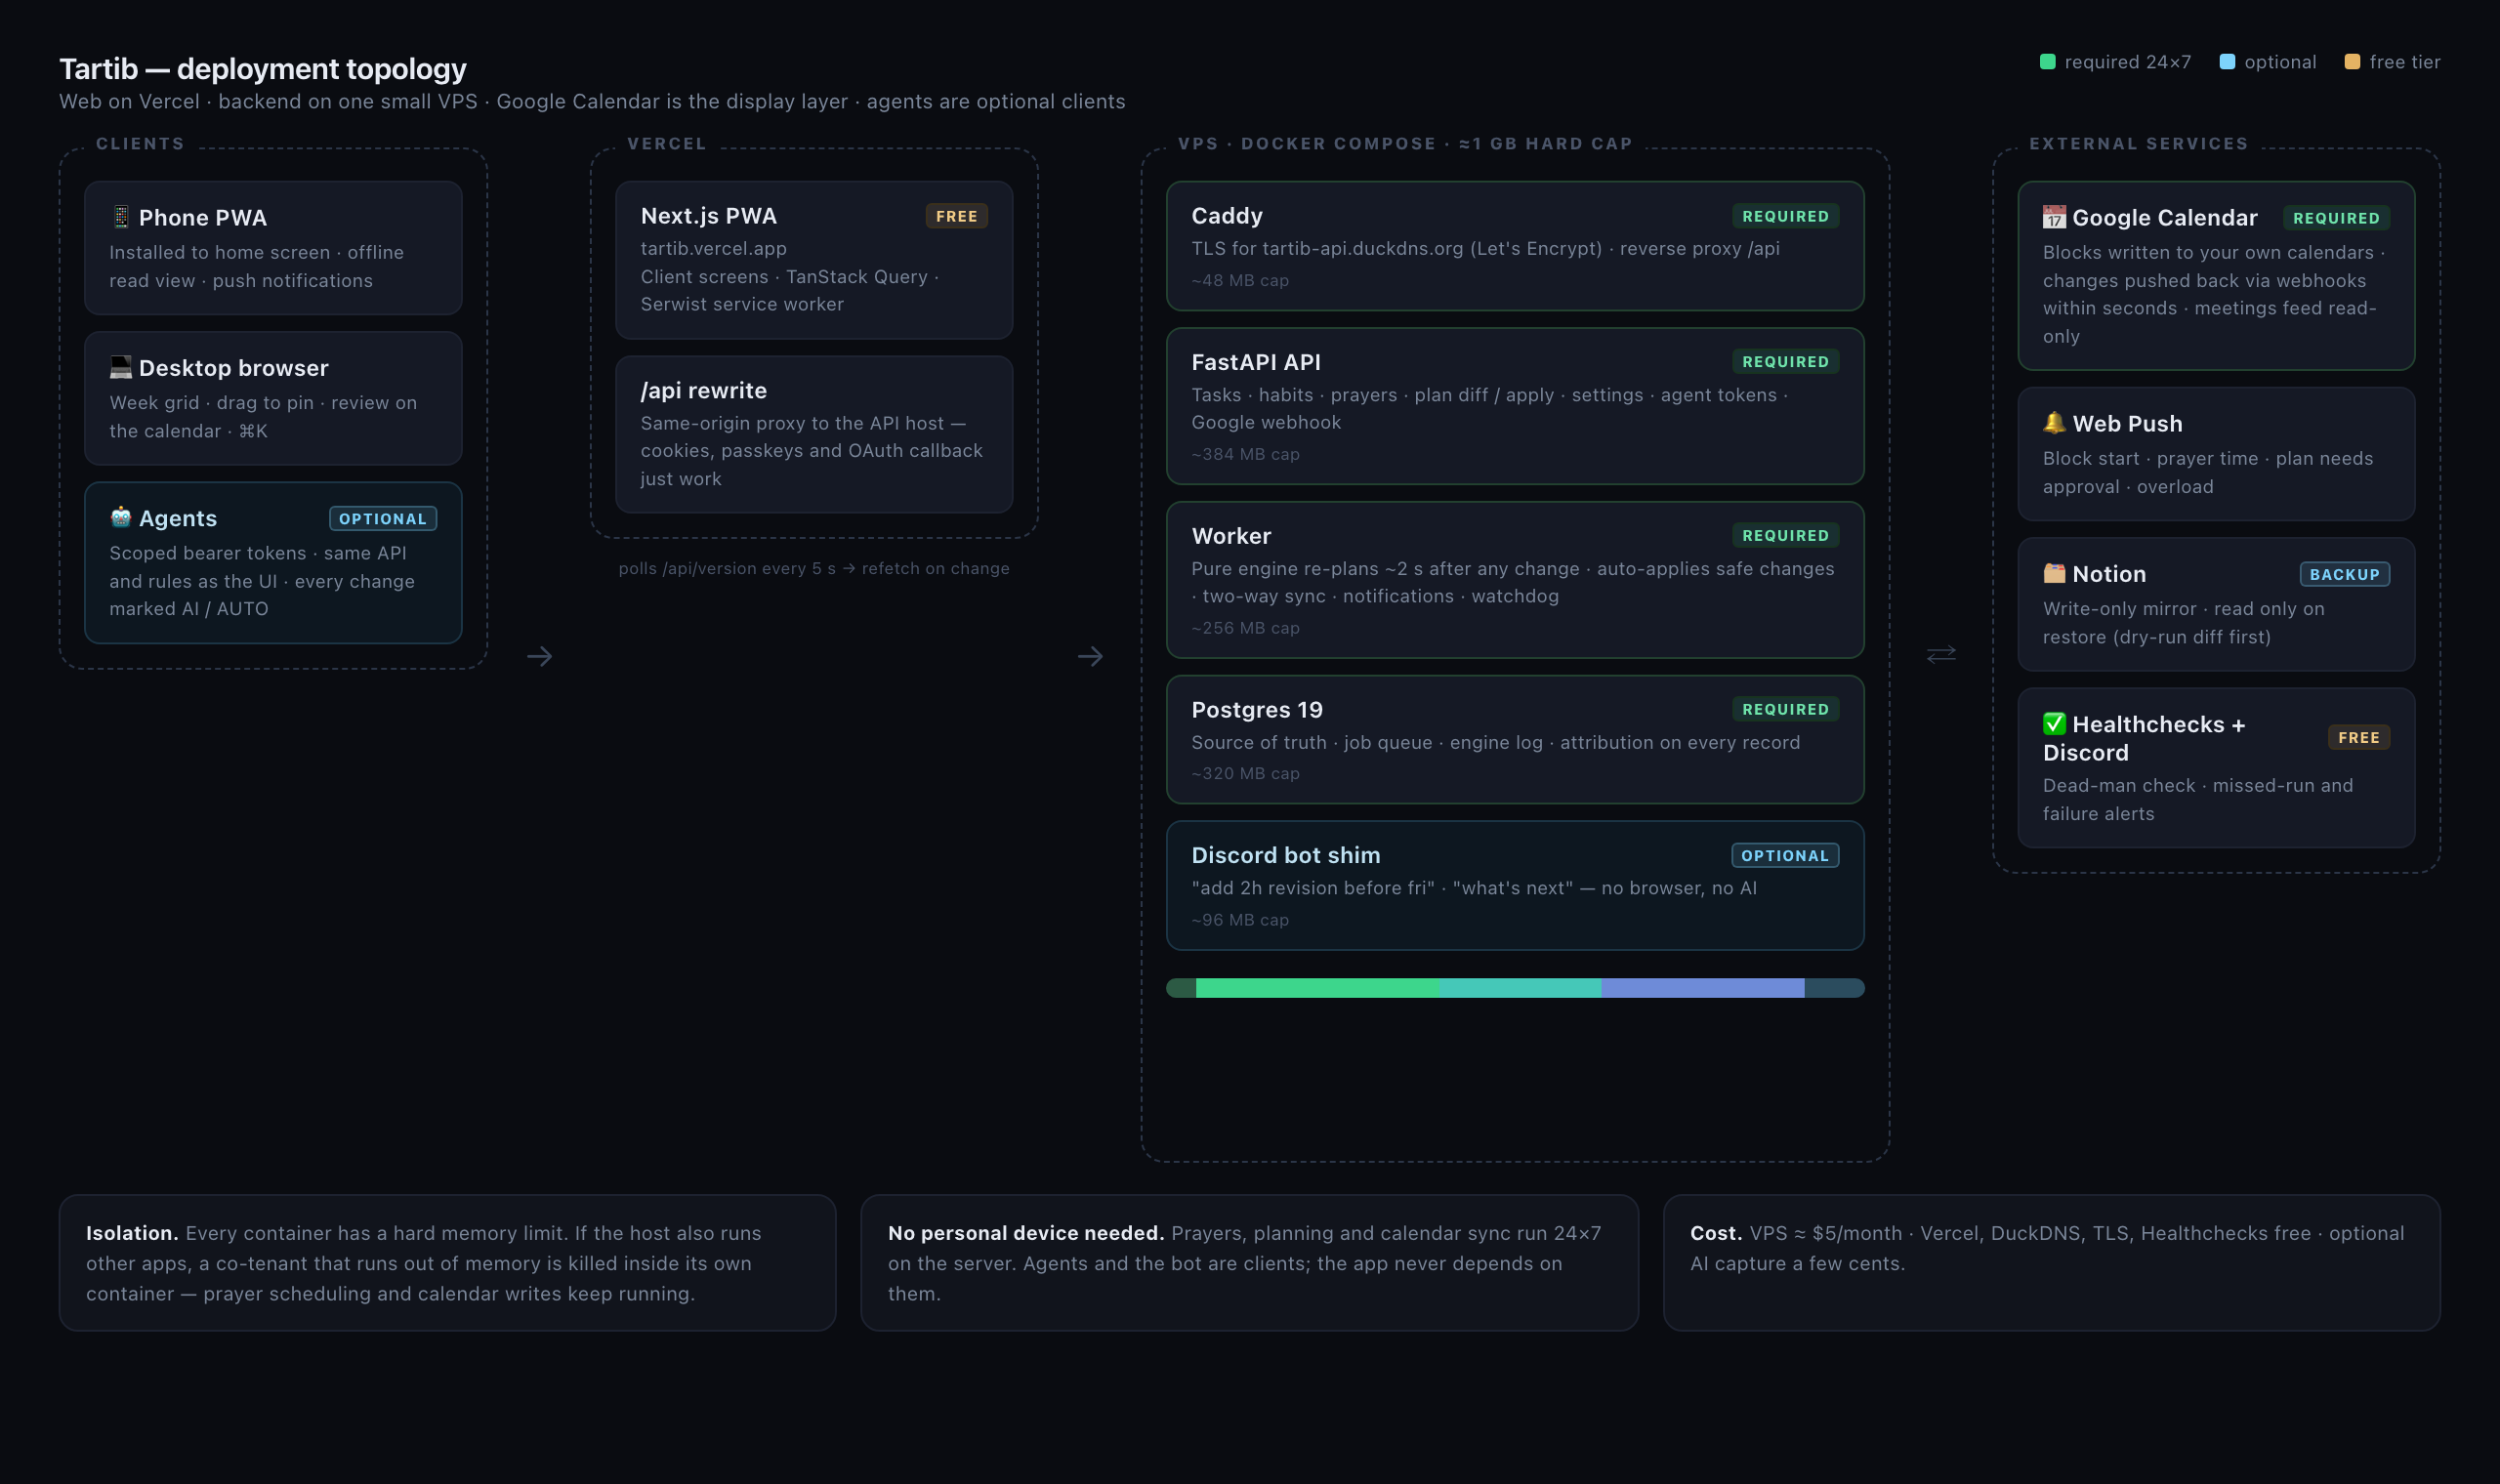 Tartib — deployment topology
Web on Vercel · backend on one small VPS · Google Calendar is the display layer · agents are optional clients
required 24×7
optional
free tier
CLIENTS
📱 Phone PWA
Installed to home screen · offline
read view · push notifications
💻 Desktop browser
Week grid · drag to pin · review on
the calendar · ⌘K
🤖 Agents
OPTIONAL
Scoped bearer tokens · same API
and rules as the UI · every change
marked AI / AUTO
→
VERCEL
Next.js PWA
FREE
tartib.vercel.app
Client screens · TanStack Query ·
Serwist service worker
/api rewrite
Same-origin proxy to the API host —
cookies, passkeys and OAuth callback
just work
polls /api/version every 5 s → refetch on change
→
VPS · DOCKER COMPOSE · ≈1 GB HARD CAP
Caddy
REQUIRED
TLS for tartib-api.duckdns.org (Let's Encrypt) · reverse proxy /api
~48 MB cap
FastAPI API
REQUIRED
Tasks · habits · prayers · plan diff / apply · settings · agent tokens ·
Google webhook
~384 MB cap
Worker
REQUIRED
Pure engine re-plans ~2 s after any change · auto-applies safe changes
· two-way sync · notifications · watchdog
~256 MB cap
Postgres 19
REQUIRED
Source of truth · job queue · engine log · attribution on every record
~320 MB cap
Discord bot shim
OPTIONAL
"add 2h revision before fri" · "what's next" — no browser, no AI
~96 MB cap
⇄
EXTERNAL SERVICES
📅 Google Calendar
REQUIRED
Blocks written to your own calendars ·
changes pushed back via webhooks
within seconds · meetings feed read-
only
🔔 Web Push
Block start · prayer time · plan needs
approval · overload
🗂️ Notion
BACKUP
Write-only mirror · read only on
restore (dry-run diff first)
✅ Healthchecks +
Discord
FREE
Dead-man check · missed-run and
failure alerts
Isolation. Every container has a hard memory limit. If the host also runs
other apps, a co-tenant that runs out of memory is killed inside its own
container — prayer scheduling and calendar writes keep running.
No personal device needed. Prayers, planning and calendar sync run 24×7
on the server. Agents and the bot are clients; the app never depends on
them.
Cost. VPS ≈ $5/month · Vercel, DuckDNS, TLS, Healthchecks free · optional
AI capture a few cents.